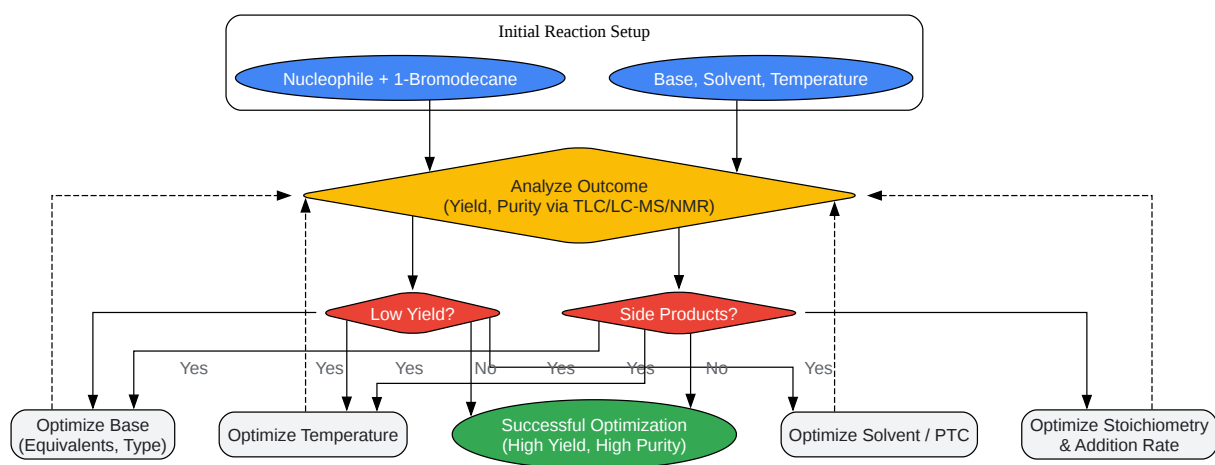 Initial Reaction Setup
Nucleophile + 1-Bromodecane
Base, Solvent, Temperature
Analyze Outcome
(Yield, Purity via TLC/LC-MS/NMR)
Low Yield?
Side Products?
Yes
Yes
Yes
No
Yes
Yes
No
Yes
Optimize Base
(Equivalents, Type)
Optimize Temperature
Successful Optimization
(High Yield, High Purity)
Optimize Solvent / PTC
Optimize Stoichiometry
& Addition Rate